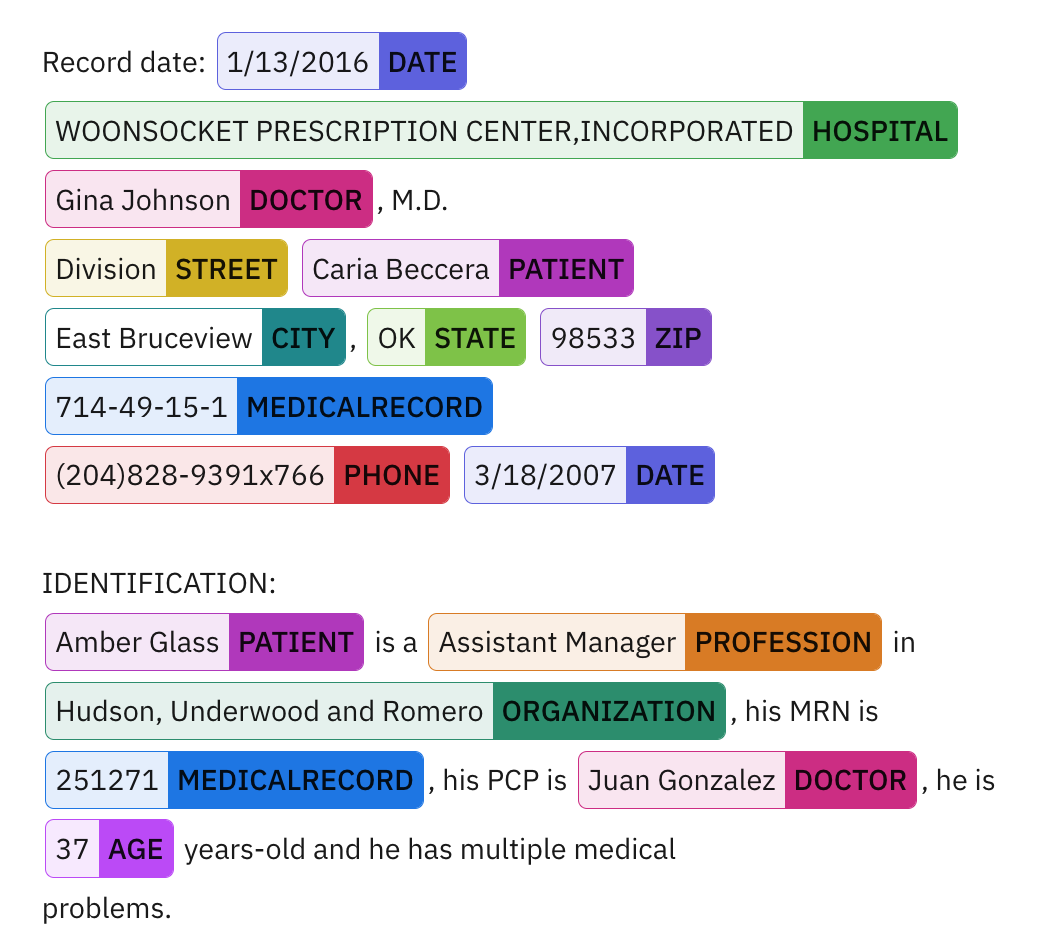 Record date: 1/13/2016 DATE
WOONSOCKET PRESCRIPTION CENTER,INCORPORATED HOSPITAL
Gina Johnson DOCTOR , M.D.
Division STREET Caria Beccera PATIENT
East Bruceview CITY , OK STATE 98533 ZIP
714-49-15-1 MEDICALRECORD
(204)828-9391x766 PHONE 3/18/2007 DATE
IDENTIFICATION:
Amber Glass PATIENT is a Assistant Manager PROFESSION in
Hudson, Underwood and Romero ORGANIZATION , his MRN is
251271 MEDICALRECORD , his PCP is Juan Gonzalez DOCTOR , he is
37 AGE years-old and he has multiple medical
problems.